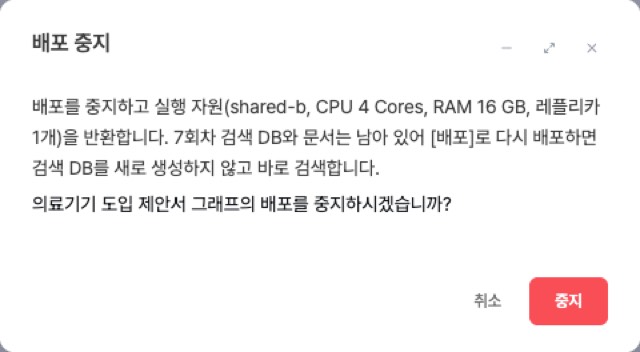 배포 중지
배포를 중지하고 실행 자원(shared-b, CPU 4 Cores, RAM 16 GB, 레플리카
1개)을 반환합니다. 7회차 검색 DB와 문서는 남아 있어 [배포]로 다시 배포하면
검색 DB를 새로 생성하지 않고 바로 검색합니다.
의료기기 도입 제안서 그래프의 배포를 중지하시겠습니까?
취소
중지